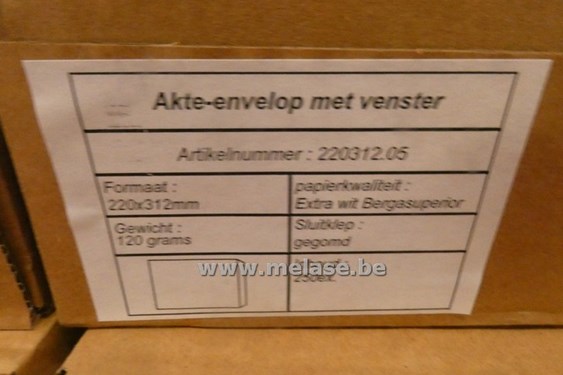 Akte-envelop met venster
Artikelnummer : 220312.05
Formaat :
220x312mm
papierkwaliteit :
Extra wit Bergasuperior
Gewicht :
120 grams
Sluitklep :
gegomd
250ex.
www.melase.be